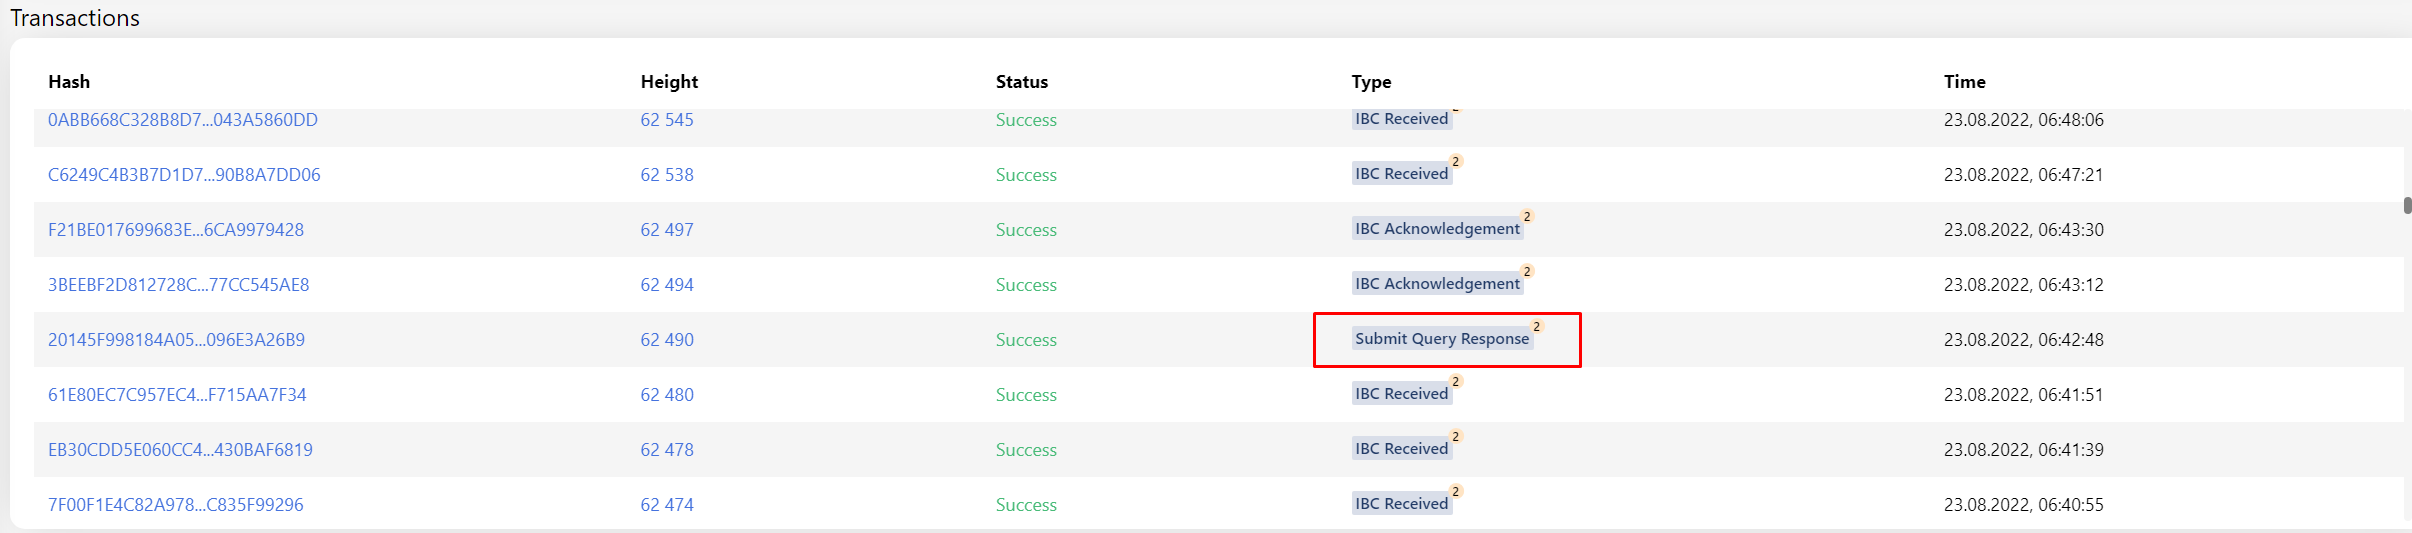 Transactions
Hash Height Status Type Time
0ABB668C328B8D7...043A5860DD 62 545 Success IBC Received 2 23.08.2022, 06:48:06
C6249C4B3B7D1D7...90B8A7DD06 62 538 Success IBC Received 2 23.08.2022, 06:47:21
F21BE017699683E...6CA9979428 62 497 Success IBC Acknowledgement 2 23.08.2022, 06:43:30
3BEEBF2D812728C...77CC545AE8 62 494 Success IBC Acknowledgement 2 23.08.2022, 06:43:12
20145F998184A05...096E3A26B9 62 490 Success Submit Query Response 2 23.08.2022, 06:42:48
61E80EC7C957EC4...F715AA7F34 62 480 Success IBC Received 2 23.08.2022, 06:41:51
EB30CDD5E060CC4...430BAF6819 62 478 Success IBC Received 2 23.08.2022, 06:41:39
7F00F1E4C82A978...C835F99296 62 474 Success IBC Received 2 23.08.2022, 06:40:55